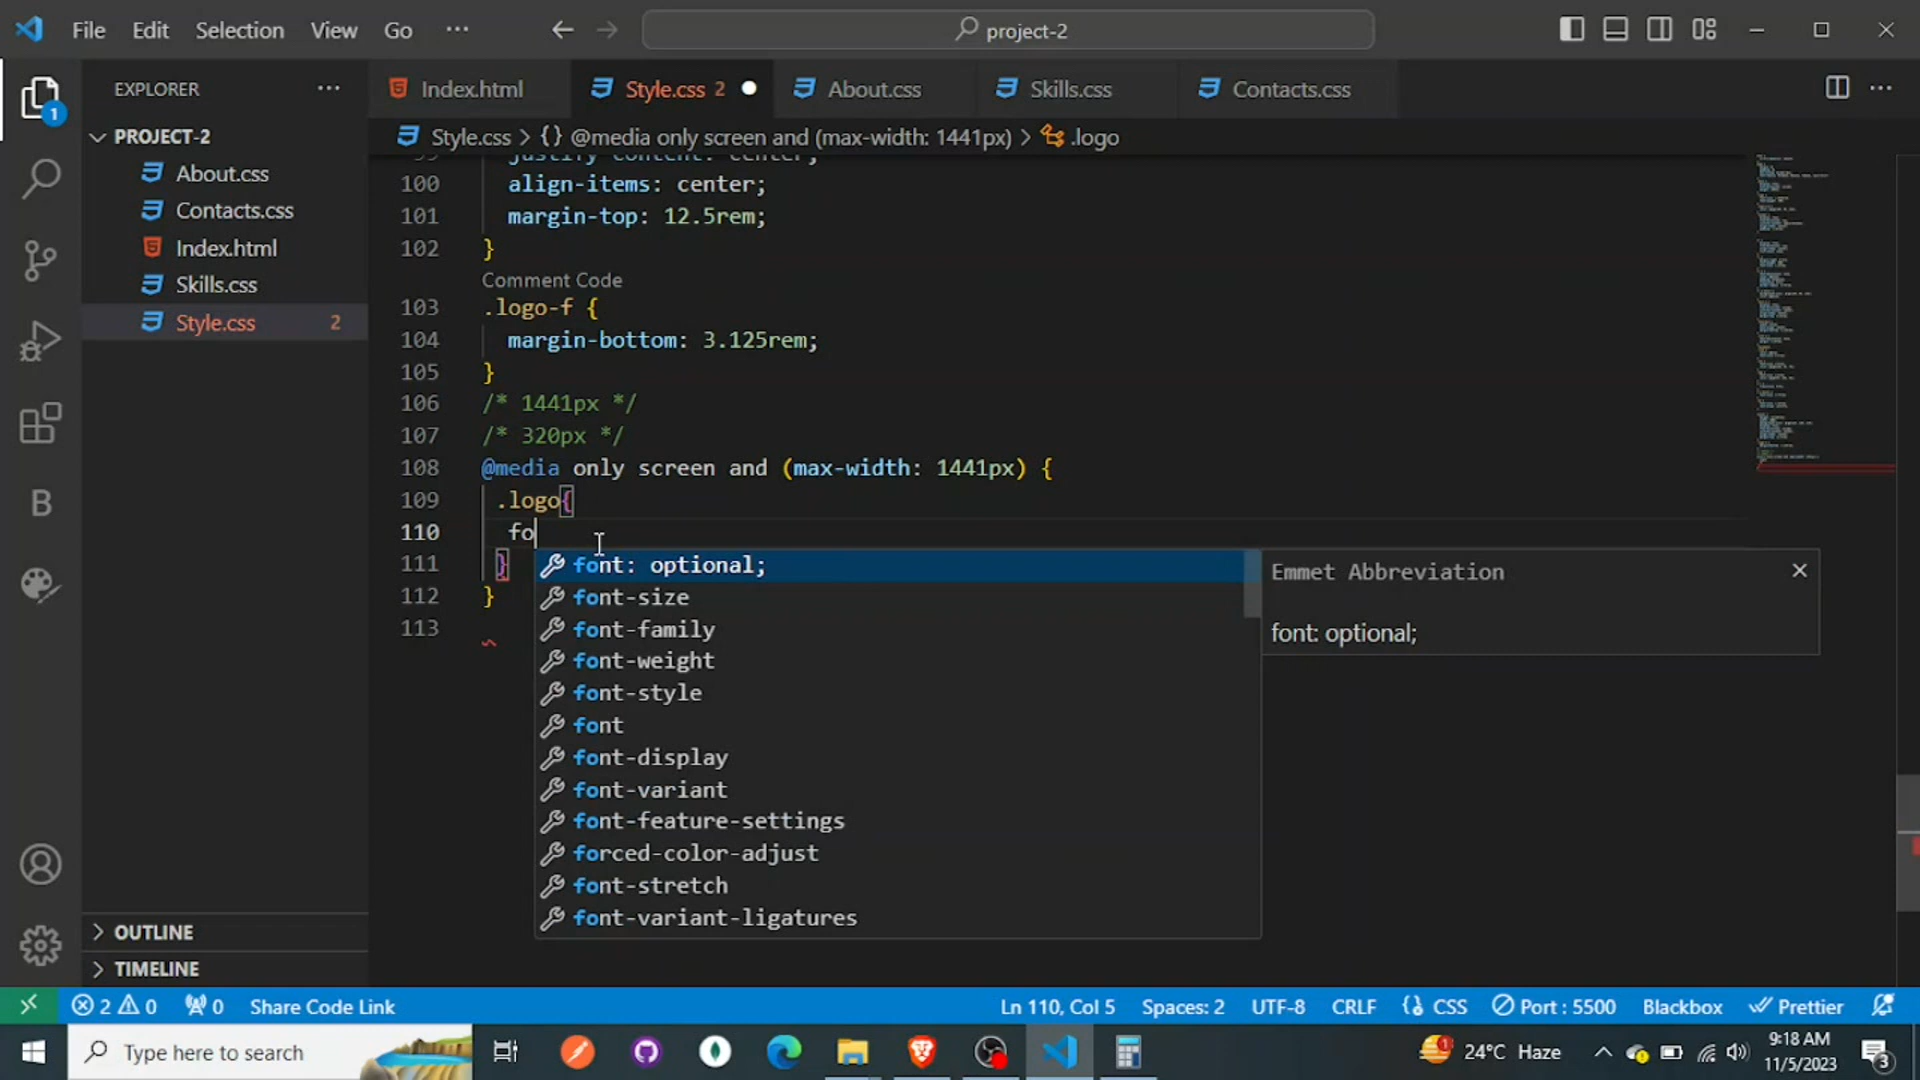 File Edit Selection View Go ··· project-2
EXPLORER ···
Index.html Style.css 2 About.css Skills.css Contacts.css
Style.css > {} @media only screen and (max-width: 1441px) > .logo
PROJECT-2
About.css
Contacts.css
Index.html
Skills.css
Style.css 2
1
justify-content: center;
100 align-items: center;
101 margin-top: 12.5rem;
102 }
Comment Code
103 .logo-f {
104 margin-bottom: 3.125rem;
105 }
106 /* 1441px */
107 /* 320px */
108 @media only screen and (max-width: 1441px) {
109 .logo{
110 fo
111 }
112 }
113
font: optional;
font-size
font-family
font-weight
font-style
font
font-display
font-variant
font-feature-settings
forced-color-adjust
font-stretch
font-variant-ligatures
Emmet Abbreviation
font: optional;
OUTLINE
TIMELINE
2 0 0 Share Code Link Ln 110, Col 5 Spaces: 2 UTF-8 CRLF {} CSS Port : 5500 Blackbox Prettier
Type here to search 1 24°C Haze 9:18 AM
11/5/2023 3